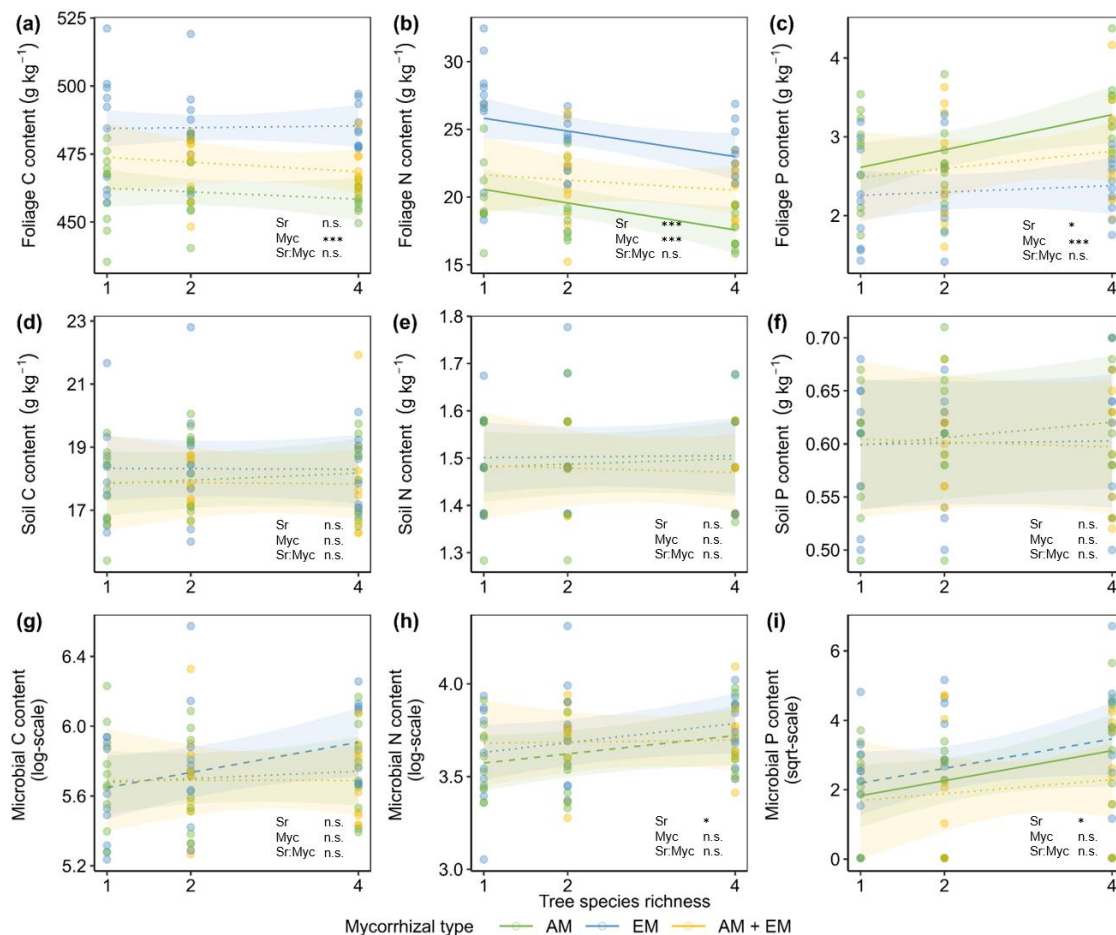 (a)
Foliage C content (g kg⁻¹)
525
500
475
450
Sr n.s.
Myc ***
Sr:Myc n.s.
1 2 4
(b)
Foliage N content (g kg⁻¹)
30
25
20
15
Sr ***
Myc ***
Sr:Myc n.s.
1 2 4
(c)
Foliage P content (g kg⁻¹)
4
3
2
Sr *
Myc ***
Sr:Myc n.s.
1 2 4
(d)
Soil C content (g kg⁻¹)
23
21
19
17
Sr n.s.
Myc n.s.
Sr:Myc n.s.
1 2 4
(e)
Soil N content (g kg⁻¹)
1.8
1.7
1.6
1.5
1.4
1.3
Sr n.s.
Myc n.s.
Sr:Myc n.s.
1 2 4
(f)
Soil P content (g kg⁻¹)
0.70
0.65
0.60
0.55
0.50
Sr n.s.
Myc n.s.
Sr:Myc n.s.
1 2 4
(g)
Microbial C content
(log-scale)
6.4
6.0
5.6
5.2
Sr n.s.
Myc n.s.
Sr:Myc n.s.
1 2 4
(h)
Microbial N content
(log-scale)
4.0
3.5
3.0
Sr *
Myc n.s.
Sr:Myc n.s.
1 2 4
(i)
Microbial P content
(sqrt-scale)
6
4
2
0
Sr *
Myc n.s.
Sr:Myc n.s.
1 2 4
Tree species richness
Mycorrhizal type AM EM AM + EM